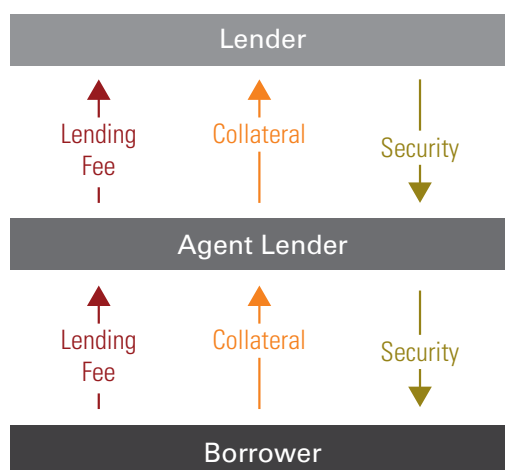 Lender
Lending
Fee
Collateral
Security
Agent Lender
Lending
Fee
Collateral
Security
Borrower